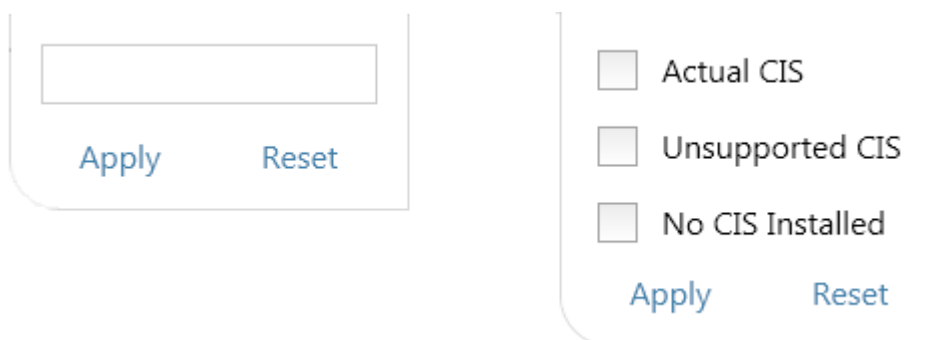 Apply Reset
Actual CIS
Unsupported CIS
No CIS Installed
Apply Reset